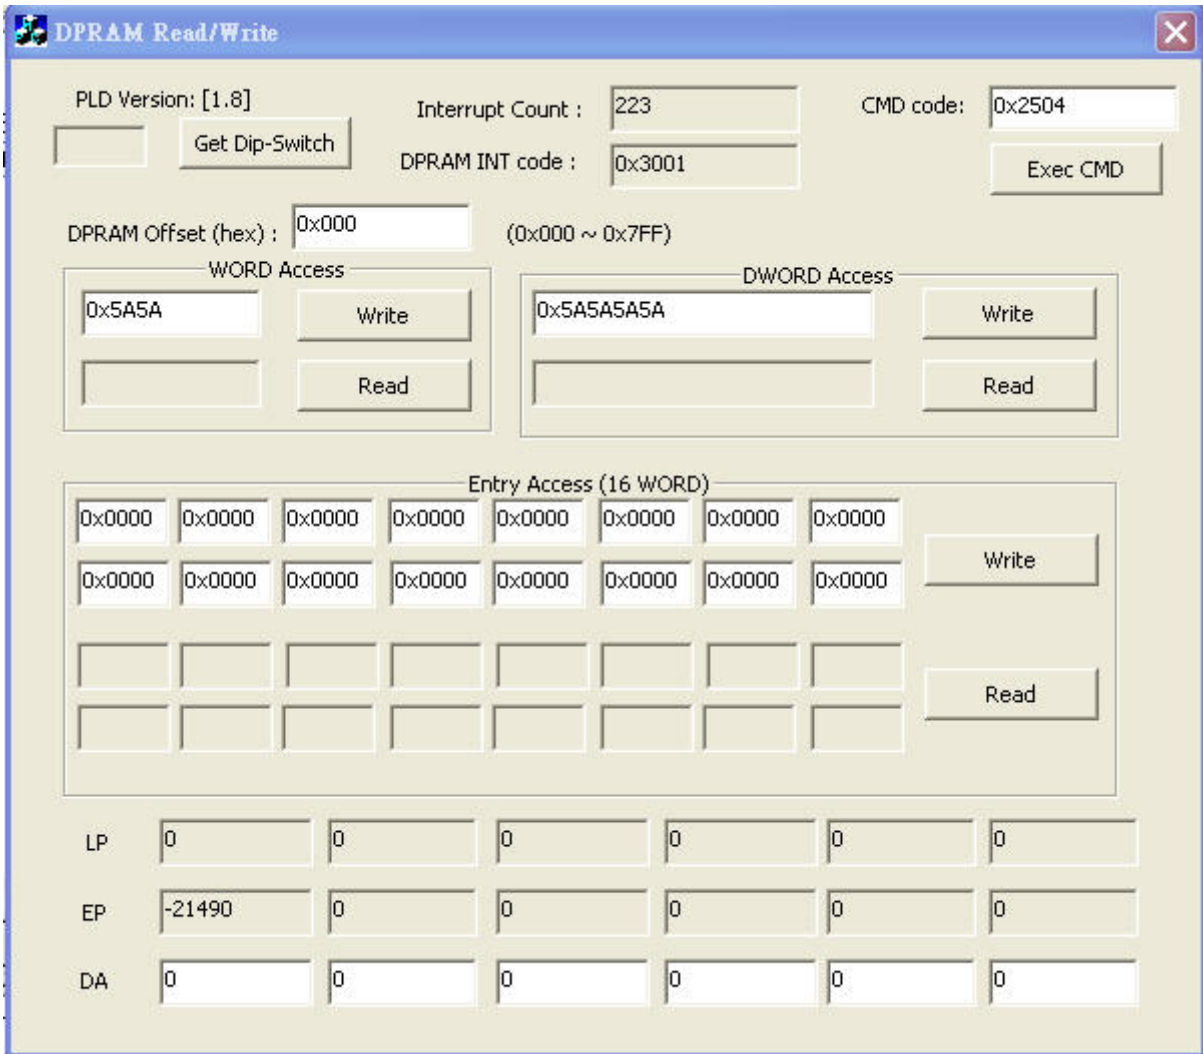 DPRAM Read/Write
PLD Version: [1.8]
Interrupt Count : 223
CMD code: 0x2504
Get Dip-Switch
DPRAM INT code : 0x3001
Exec CMD
DPRAM Offset (hex) : 0x000 (0x000 ~ 0x7FF)
WORD Access
0x5A5A Write
Read
DWORD Access
0x5A5A5A5A Write
Read
Entry Access (16 WORD)
0x0000 0x0000 0x0000 0x0000 0x0000 0x0000 0x0000 0x0000
Write
0x0000 0x0000 0x0000 0x0000 0x0000 0x0000 0x0000 0x0000
Read
LP 0 0 0 0 0 0
EP -21490 0 0 0 0 0
DA 0 0 0 0 0 0